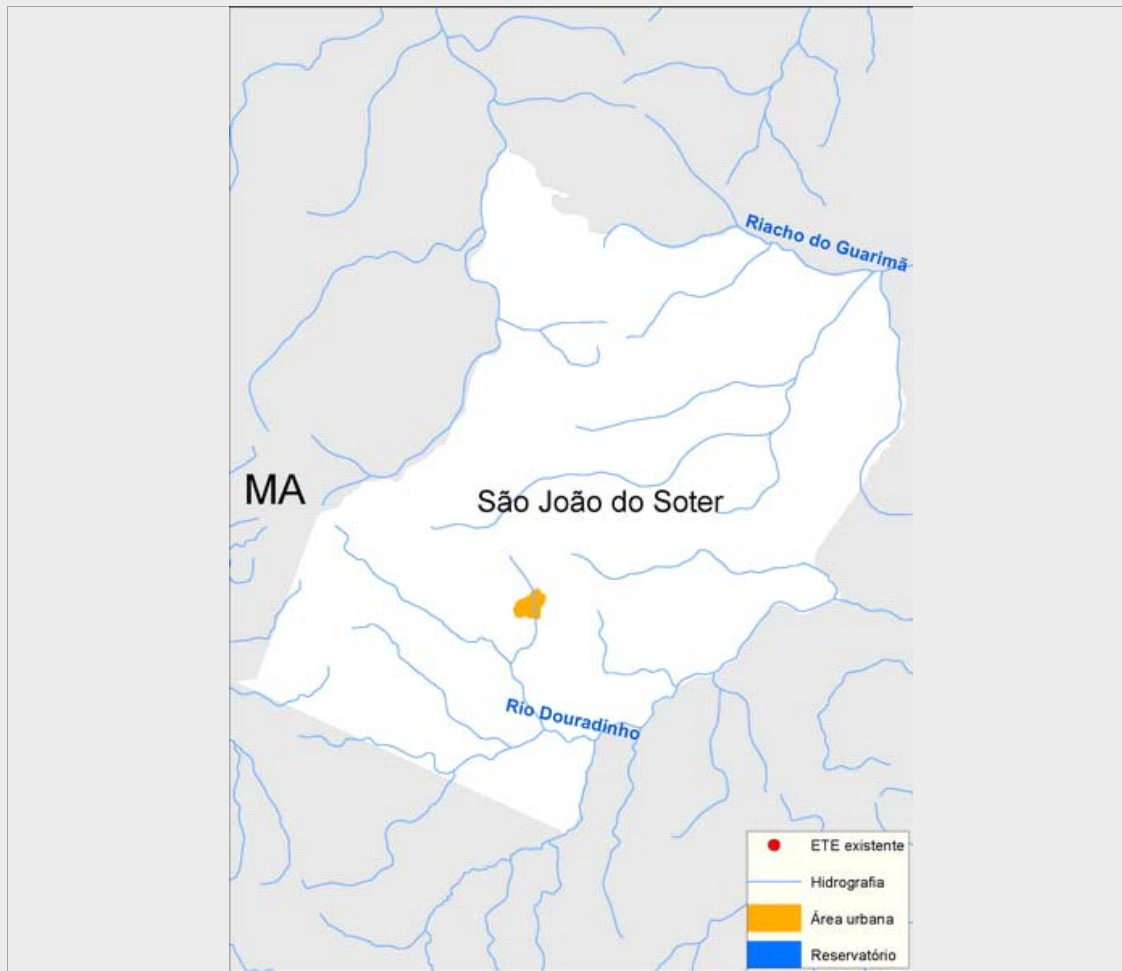 Riacho do Guarimã
MA
São João do Soter
Rio Douradinho
ETE existente
Hidrografia
Área urbana
Reservatório